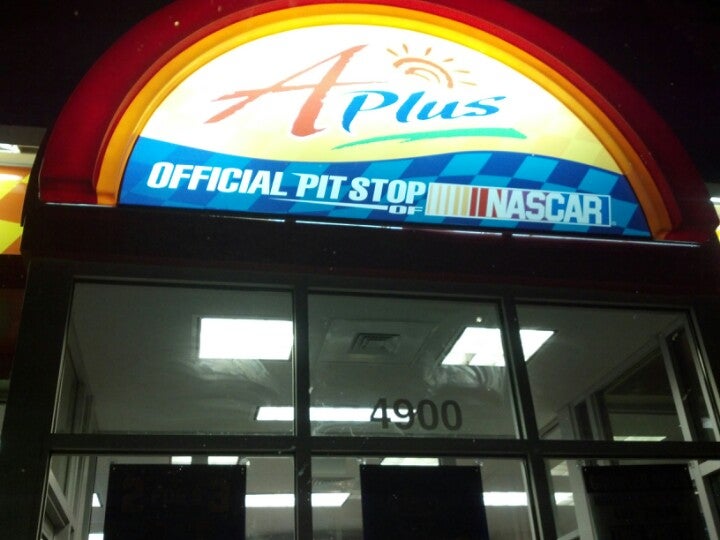 A Plus
OFFICIAL PIT STOP OF NASCAR
4900